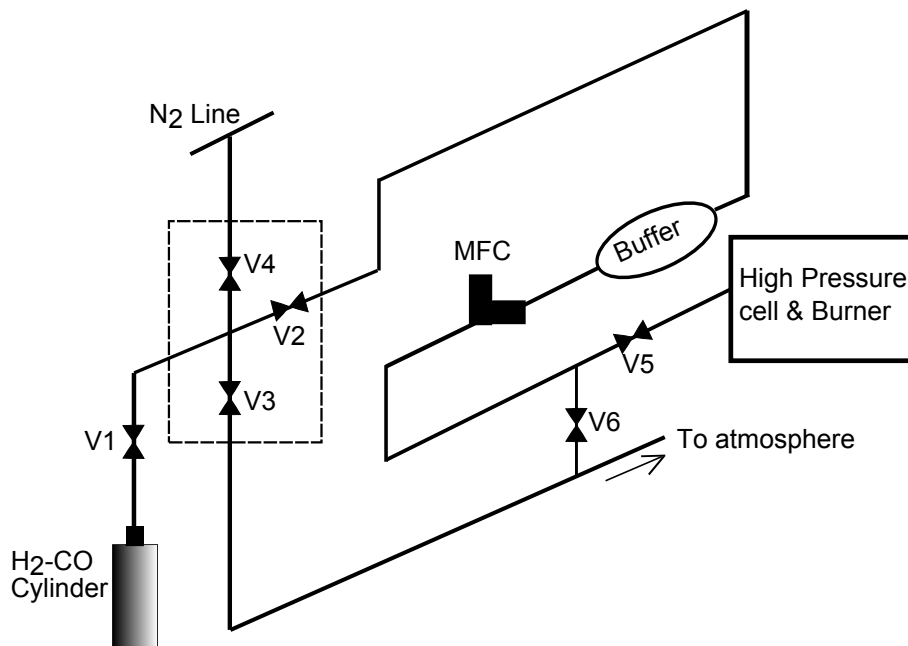 N2 Line
MFC
Buffer
V4
V2
High Pressure
cell & Burner
V5
V3
V1
V6
To atmosphere
H2-CO
Cylinder